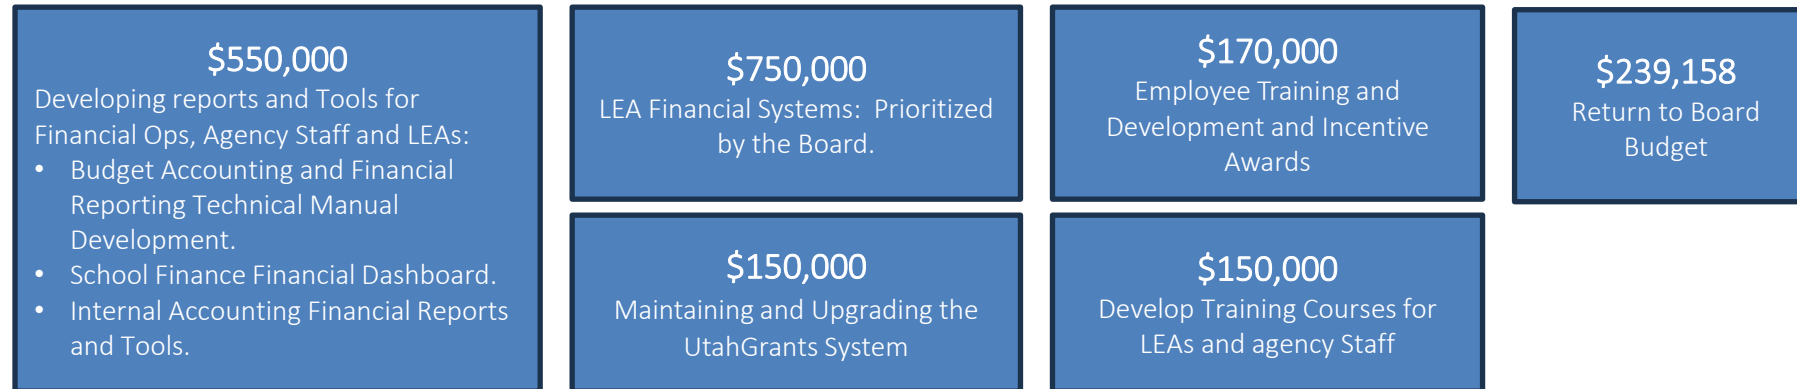 $550,000
Developing reports and Tools for
Financial Ops, Agency Staff and LEAs:
• Budget Accounting and Financial
Reporting Technical Manual
Development.
• School Finance Financial Dashboard.
• Internal Accounting Financial Reports
and Tools.
$750,000
LEA Financial Systems: Prioritized
by the Board.
$150,000
Maintaining and Upgrading the
UtahGrants System
$170,000
Employee Training and
Development and Incentive
Awards
$150,000
Develop Training Courses for
LEAs and agency Staff
$239,158
Return to Board
Budget